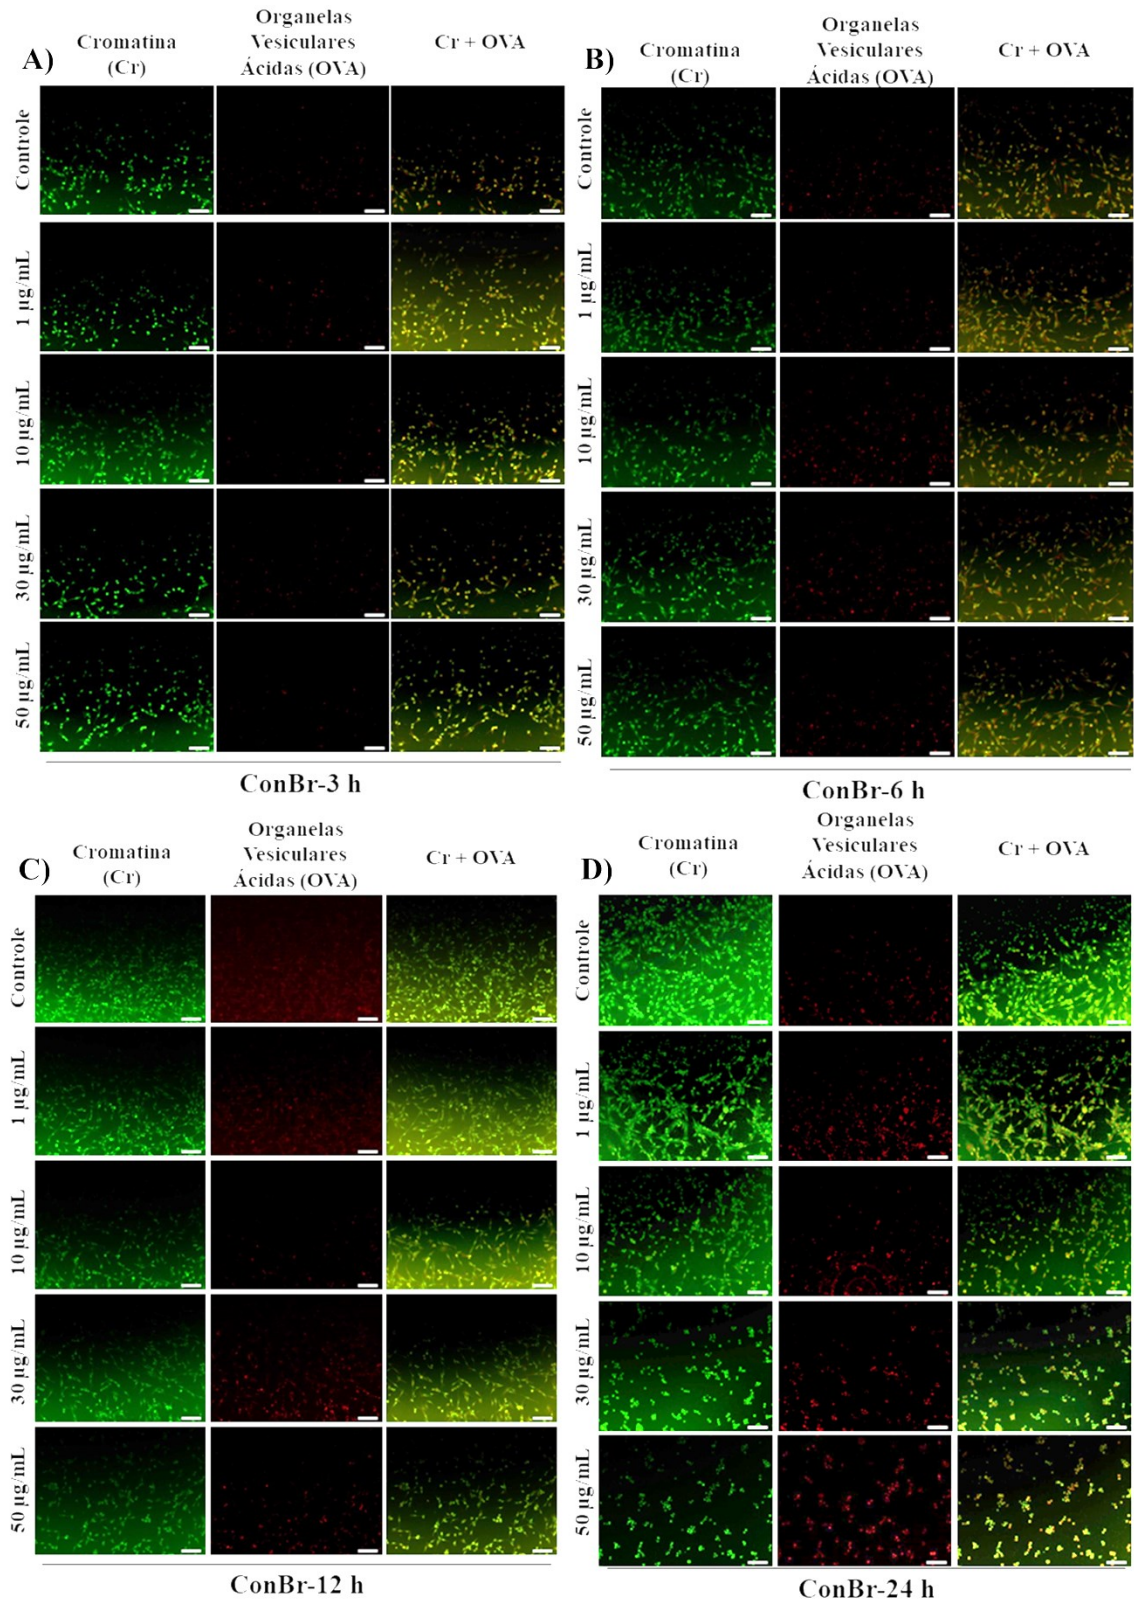 A)
Cromatina
(Cr)
Organelas
Vesiculares
Ácidas (OVA)
Cr + OVA
Controle
1 µg/mL
10 µg/mL
30 µg/mL
50 µg/mL
ConBr-3 h
B)
Cromatina
(Cr)
Organelas
Vesiculares
Ácidas (OVA)
Cr + OVA
Controle
1 µg/mL
10 µg/mL
30 µg/mL
50 µg/mL
ConBr-6 h
C)
Cromatina
(Cr)
Organelas
Vesiculares
Ácidas (OVA)
Cr + OVA
Controle
1 µg/mL
10 µg/mL
30 µg/mL
50 µg/mL
ConBr-12 h
D)
Cromatina
(Cr)
Organelas
Vesiculares
Ácidas (OVA)
Cr + OVA
Controle
1 µg/mL
10 µg/mL
30 µg/mL
50 µg/mL
ConBr-24 h